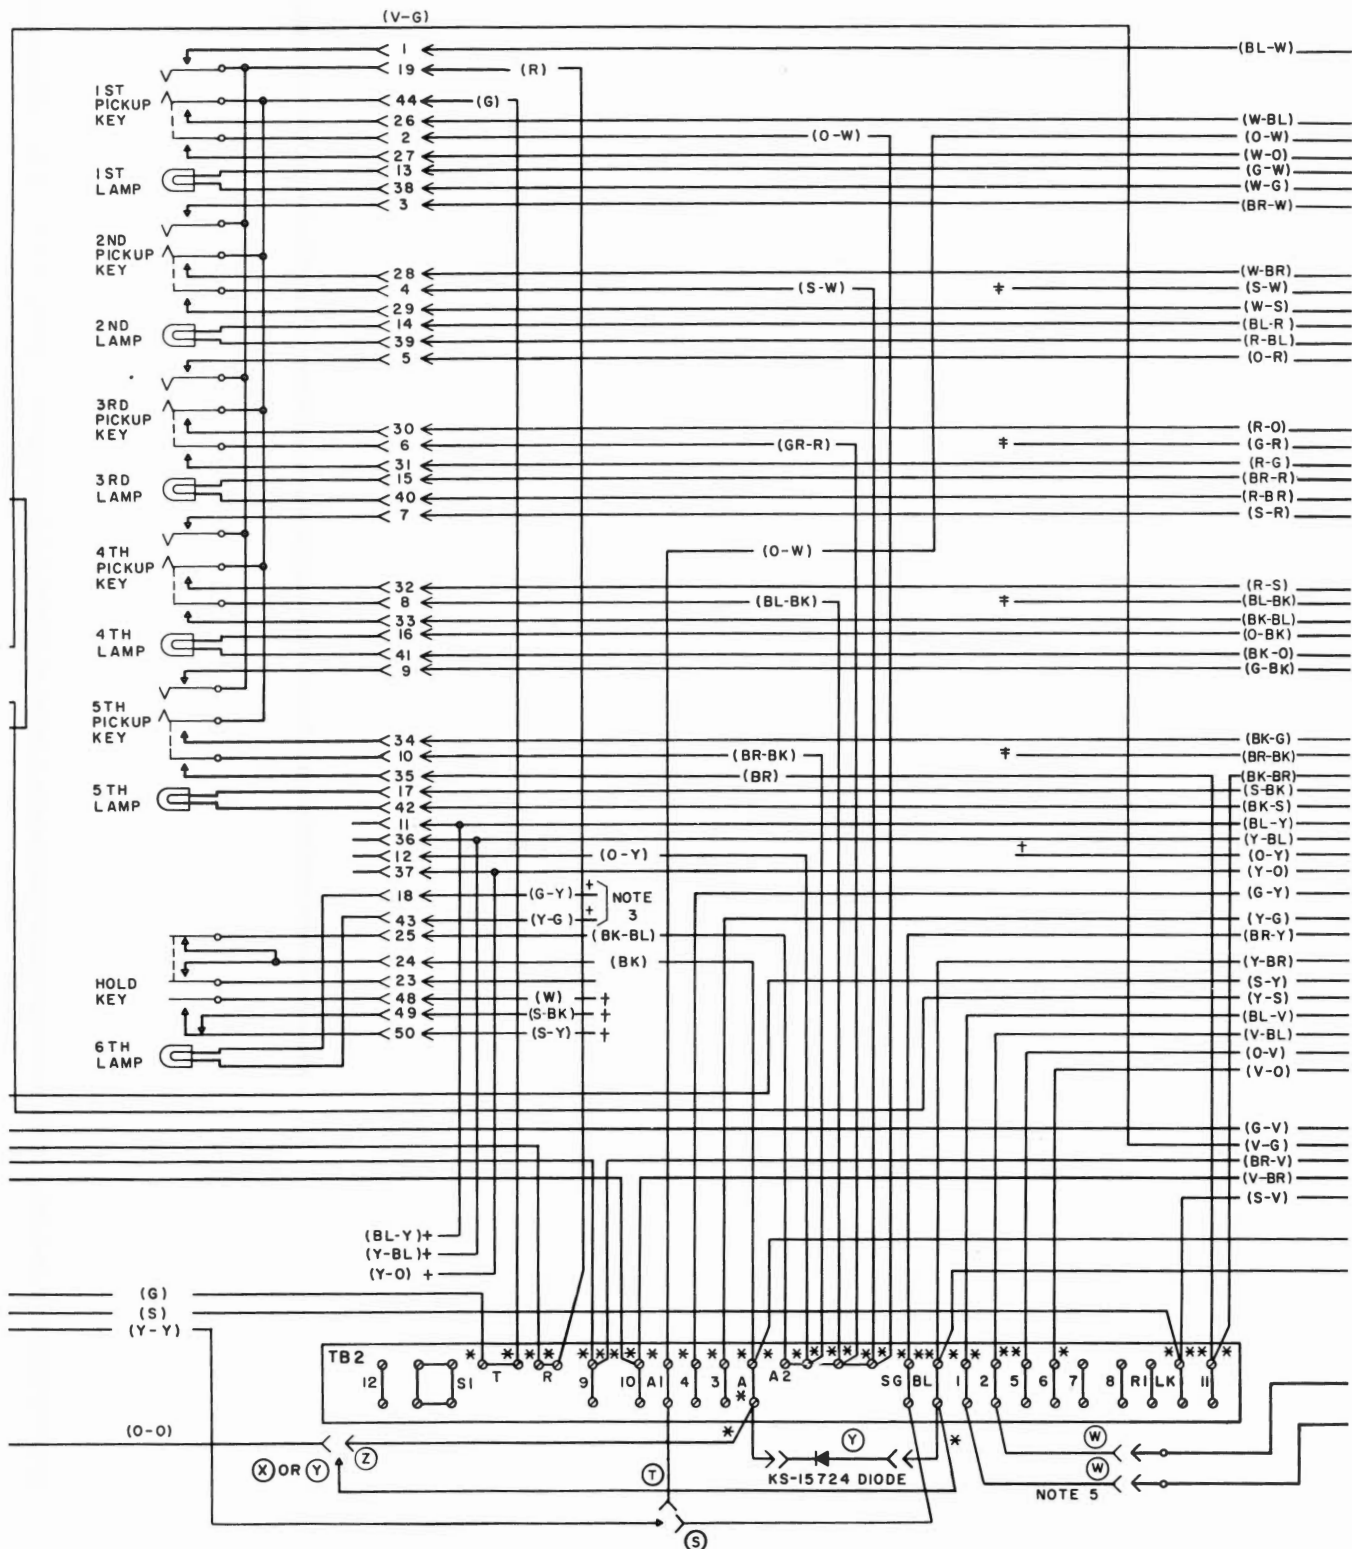 (V-G)
1 (BL-W)
19 (R)
1ST PICKUP KEY
44 (G)
26 (W-BL)
2 (O-W) (O-W)
27 (W-O)
1ST LAMP
13 (G-W)
38 (W-G)
3 (BR-W)
2ND PICKUP KEY
28 (W-BR)
4 (S-W) ‡ (S-W)
29 (W-S)
2ND LAMP
14 (BL-R)
39 (R-BL)
5 (O-R)
3RD PICKUP KEY
30 (R-O)
6 (GR-R) ‡ (G-R)
31 (R-G)
3RD LAMP
15 (BR-R)
40 (R-BR)
7 (S-R)
(O-W)
4TH PICKUP KEY
32 (R-S)
8 (BL-BK) ‡ (BL-BK)
33 (BK-BL)
4TH LAMP
16 (O-BK)
41 (BK-O)
9 (G-BK)
5TH PICKUP KEY
34 (BK-G)
10 (BR-BK) ‡ (BR-BK)
35 (BR) (BK-BR)
5TH LAMP
17 (S-BK)
42 (BK-S)
11 (BL-Y)
36 (Y-BL)
12 (O-Y) † (O-Y)
37 (Y-O)
18 (G-Y) † NOTE 3 (G-Y)
43 (Y-G) † (Y-G)
25 (BK-BL) (BR-Y)
24 (BK) (Y-BR)
HOLD KEY
23 (S-Y)
48 (W) † (Y-S)
49 (S-BK) † (BL-V)
50 (S-Y) † (V-BL)
6TH LAMP
(O-V)
(V-O)
(G-V)
(V-G)
(BR-V)
(V-BR)
(S-V)
(BL-Y)+
(Y-BL)+
(Y-O) +
(G)
(S)
(Y-Y)
TB2
12 S1 T R 9 10 A1 4 3 A A2 SG BL 1 2 5 6 7 8 R1 LK 11
(O-O)
X OR Y Z
T
Y
KS-15724 DIODE
W
W
NOTE 5
S